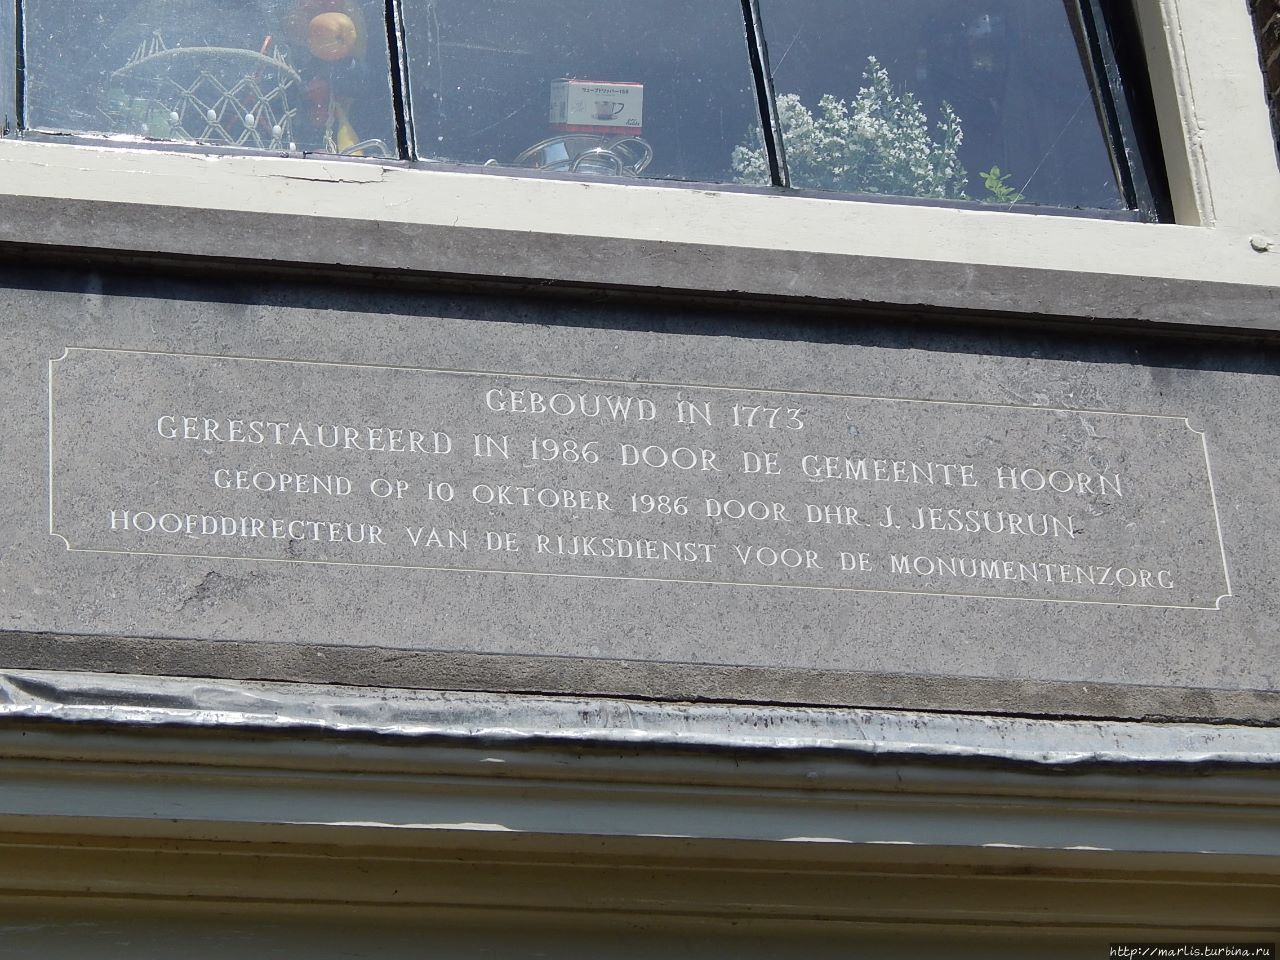 GEBOUWD IN 1773
GERESTAUREERD IN 1986 DOOR DE GEMEENTE HOORN
GEOPEND OP 10 OKTOBER 1986 DOOR DHR. J. JESSURUN
HOOFDDIRECTEUR VAN DE RIJKSDIENST VOOR DE MONUMENTENZORG
http://marlis.turbina.ru